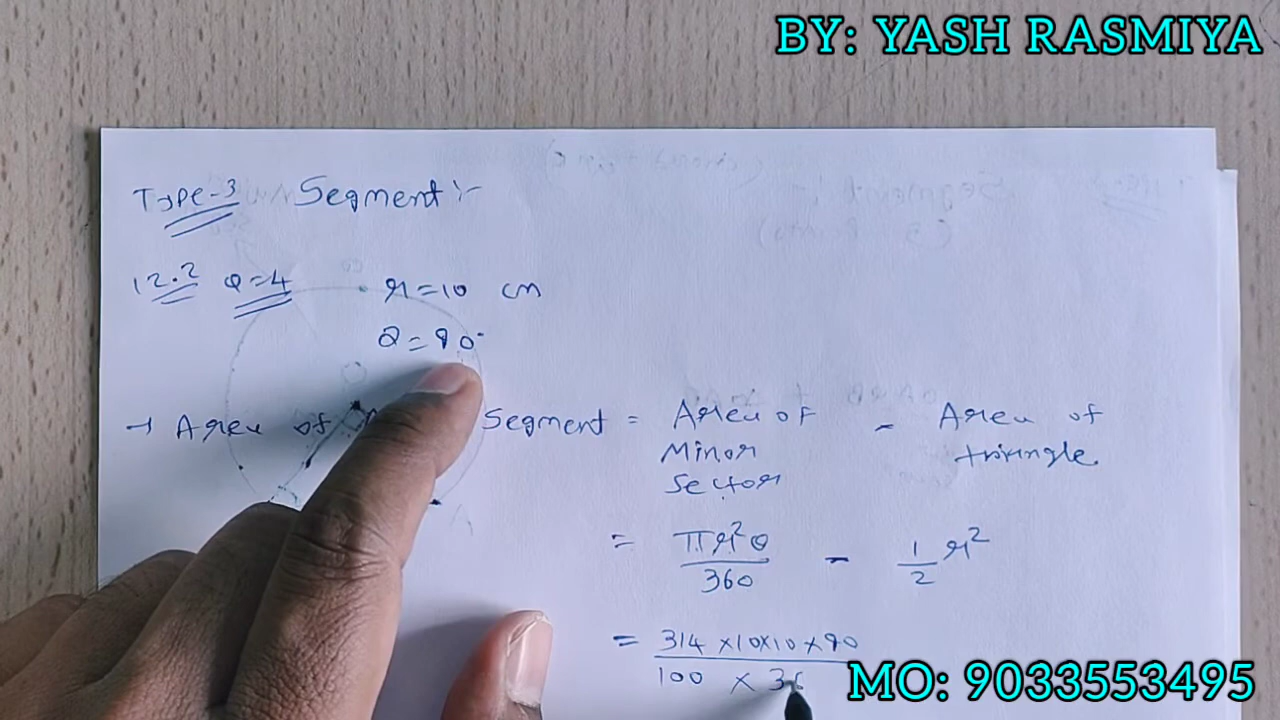 BY: YASH RASMIYA
Type-3 Segment :-
12.2 Q=4 r=10 cm
θ=90°
→ Area of Segment = Area of Minor Sector - Area of triangle
= πr²θ/360 - 1/2 r²
= 314 ×10×10×90
100 × 36
MO: 9033553495